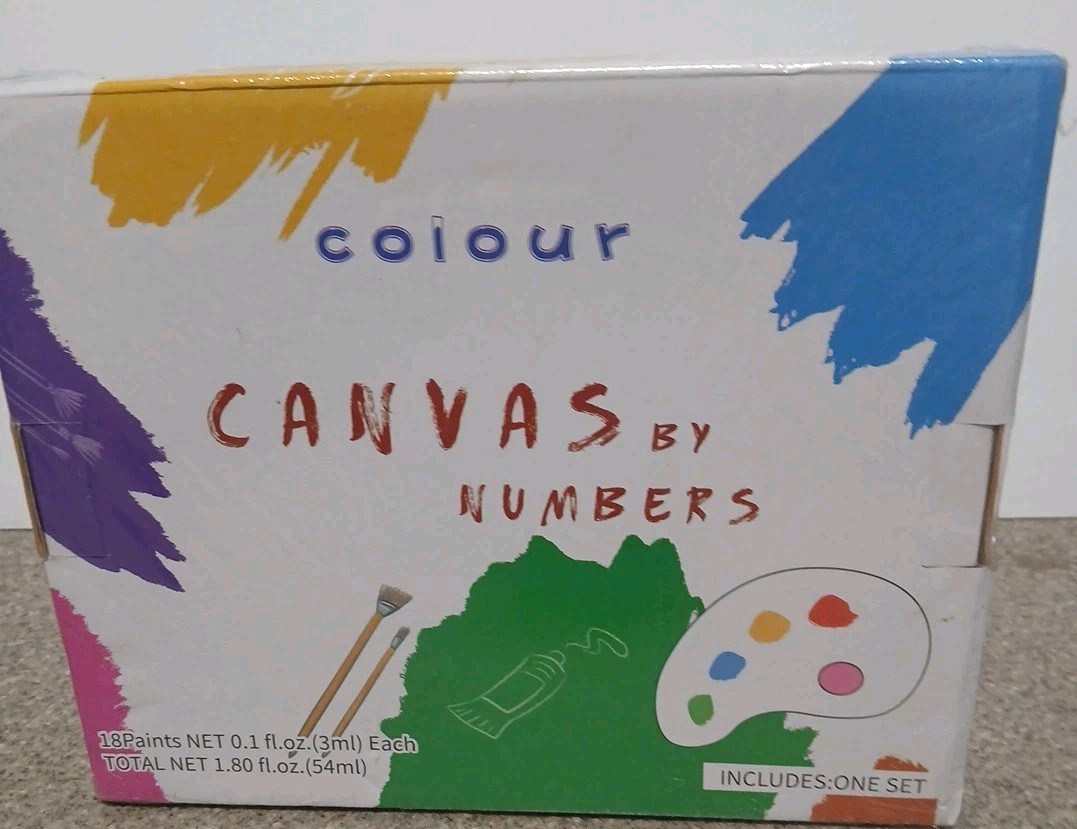 colour
CANVAS BY
NUMBERS
18Paints NET 0.1 fl.oz.(3ml) Each
TOTAL NET 1.80 fl.oz.(54ml)
INCLUDES:ONE SET